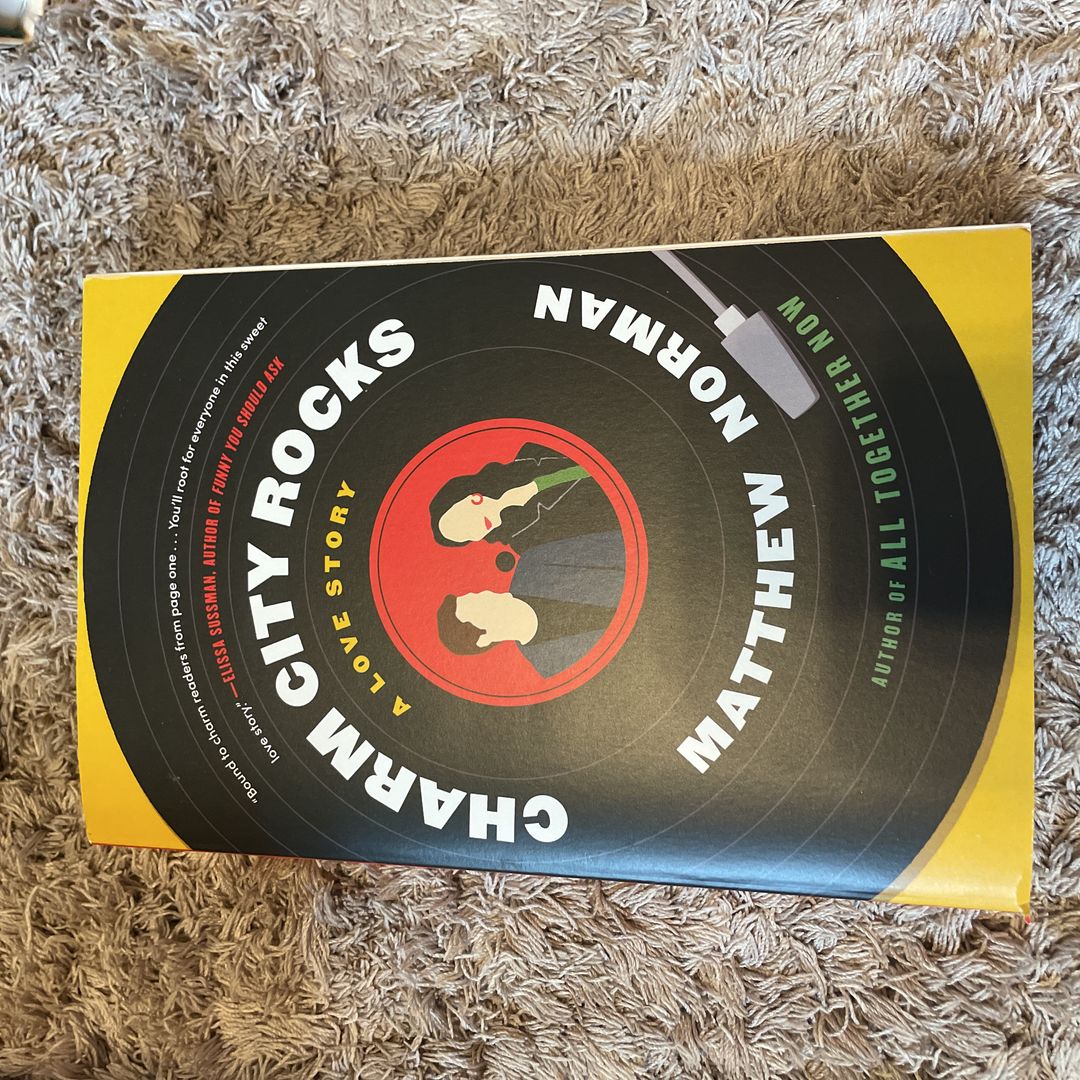 "Bound to charm readers from page one . . . You'll root for everyone in this sweet
love story."—ELISSA SUSSMAN, AUTHOR OF FUNNY YOU SHOULD ASK
CHARM CITY ROCKS
A LOVE STORY
MATTHEW NORMAN
AUTHOR OF ALL TOGETHER NOW